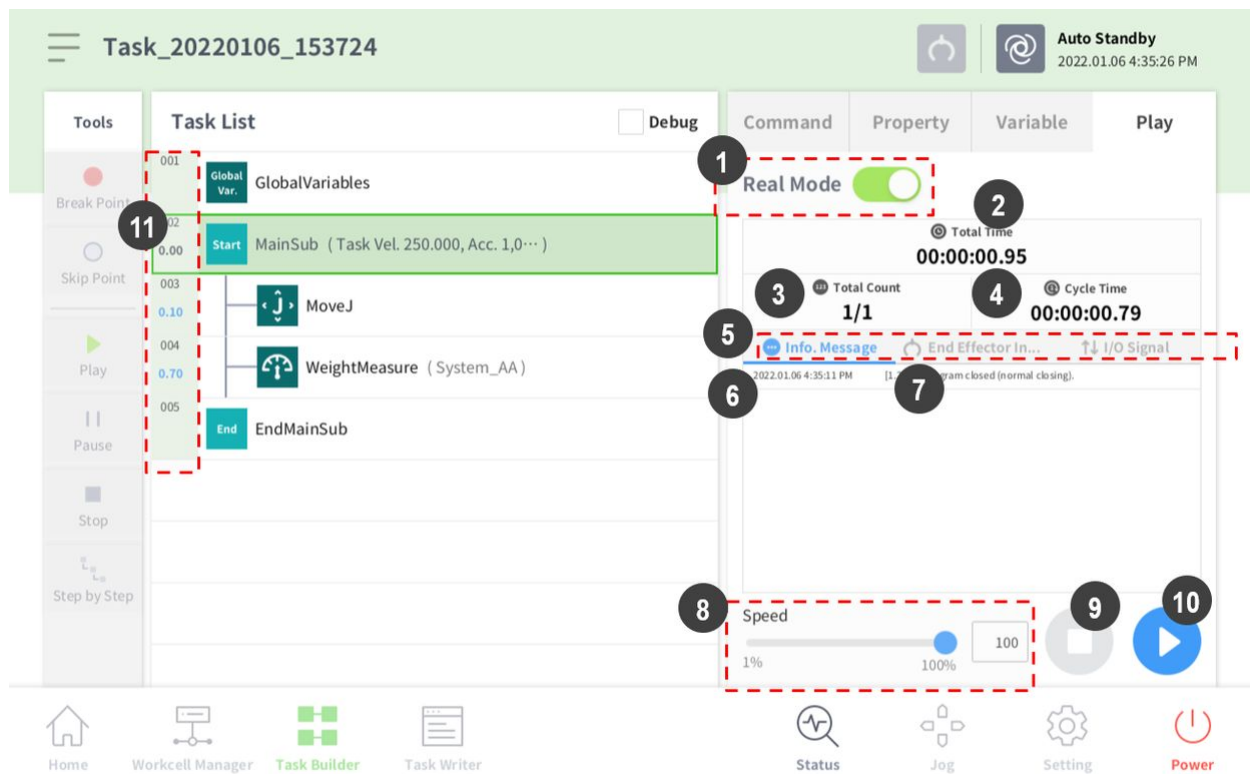 Task_20220106_153724
Auto Standby
2022.01.06 4:35:26 PM
Tools
Task List
Debug
Command
Property
Variable
Play
001
Global
Var.
GlobalVariables
Break Point
11
02
0.00
Start
MainSub ( Task Vel. 250.000, Acc. 1,0⋯ )
Skip Point
003
0.10
MoveJ
004
0.70
WeightMeasure ( System_AA )
Play
005
End
EndMainSub
Pause
Stop
Step by Step
1
Real Mode
2
Total Time
00:00:00.95
3
123
Total Count
1/1
4
Cycle Time
00:00:00.79
5
Info. Message
End Effector In...
I/O Signal
6
2022.01.06 4:35:11 PM
7
closed (normal closing).
8
Speed
1%
100%
100
9
10
Home
Workcell Manager
Task Builder
Task Writer
Status
Jog
Setting
Power